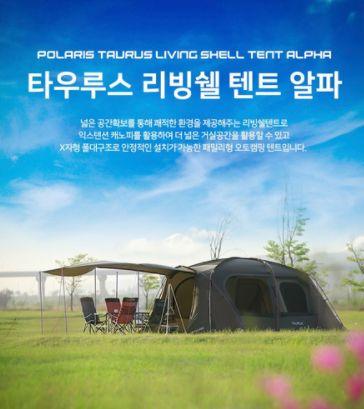 POLARIS TAURUS LIVING SHELL TENT ALPHA
타우루스 리빙쉘 텐트 알파
넓은 공간확보를 통해 쾌적한 환경을 제공해주는 리빙쉘텐트로
익스텐션 캐노피를 활용하여 더 넓은 거실공간을 활용할 수 있고
X자형 폴대구조로 안정적인 설치가 가능한 패밀리형 오토캠핑 텐트입니다.